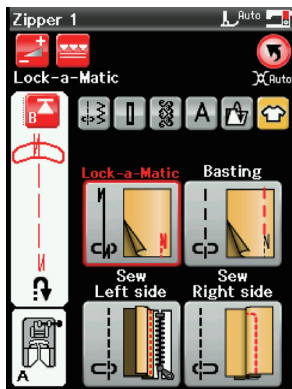 Zipper 1
Auto
Lock-a-Matic
Auto
B
A
Lock-a-Matic
Basting
Sew
Left side
Sew
Right side
A